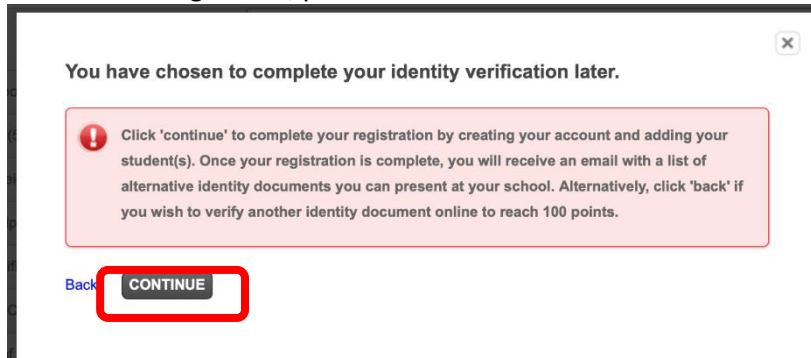 You have chosen to complete your identity verification later.
Click 'continue' to complete your registration by creating your account and adding your
student(s). Once your registration is complete, you will receive an email with a list of
alternative identity documents you can present at your school. Alternatively, click 'back' if
you wish to verify another identity document online to reach 100 points.
Back CONTINUE